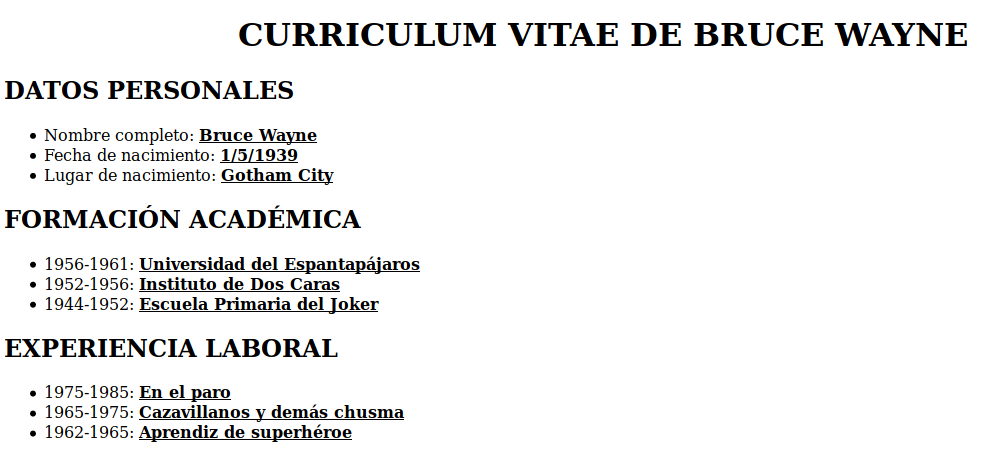 CURRICULUM VITAE DE BRUCE WAYNE
DATOS PERSONALES
• Nombre completo: Bruce Wayne
• Fecha de nacimiento: 1/5/1939
• Lugar de nacimiento: Gotham City
FORMACIÓN ACADÉMICA
• 1956-1961: Universidad del Espantapájaros
• 1952-1956: Instituto de Dos Caras
• 1944-1952: Escuela Primaria del Joker
EXPERIENCIA LABORAL
• 1975-1985: En el paro
• 1965-1975: Cazavillanos y demás chusma
• 1962-1965: Aprendiz de superhéroe